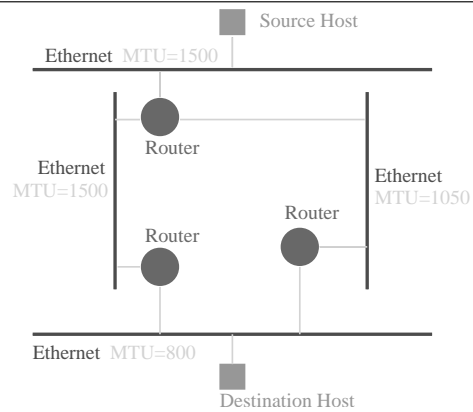 Source Host
Ethernet MTU=1500
Router
Ethernet
MTU=1500
Ethernet
MTU=1050
Router
Router
Ethernet MTU=800
Destination Host